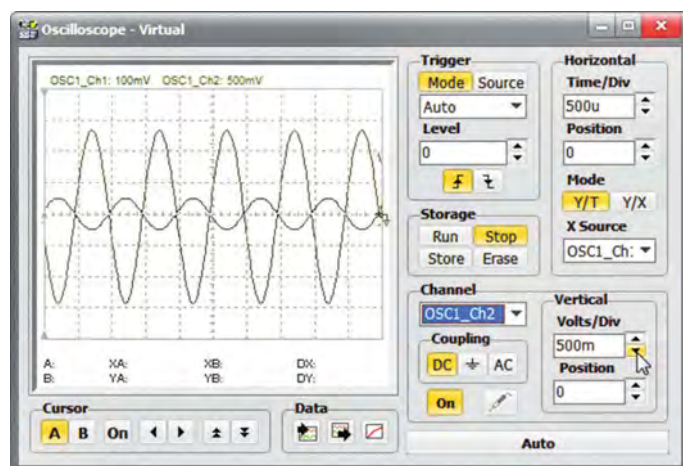 Oscilloscope - Virtual
OSC1_Ch1: 100mV OSC1_Ch2: 500mV
A: XA: XB: DX:
B: YA: YB: DY:
Cursor
A B On
Data
Trigger
Mode Source
Auto
Level
0
Storage
Run Stop
Store Erase
Horizontal
Time/Div
500u
Position
0
Mode
Y/T Y/X
X Source
OSC1_Ch:
Channel
OSC1_Ch2
Coupling
DC AC
On
Vertical
Volts/Div
500m
Position
0
Auto